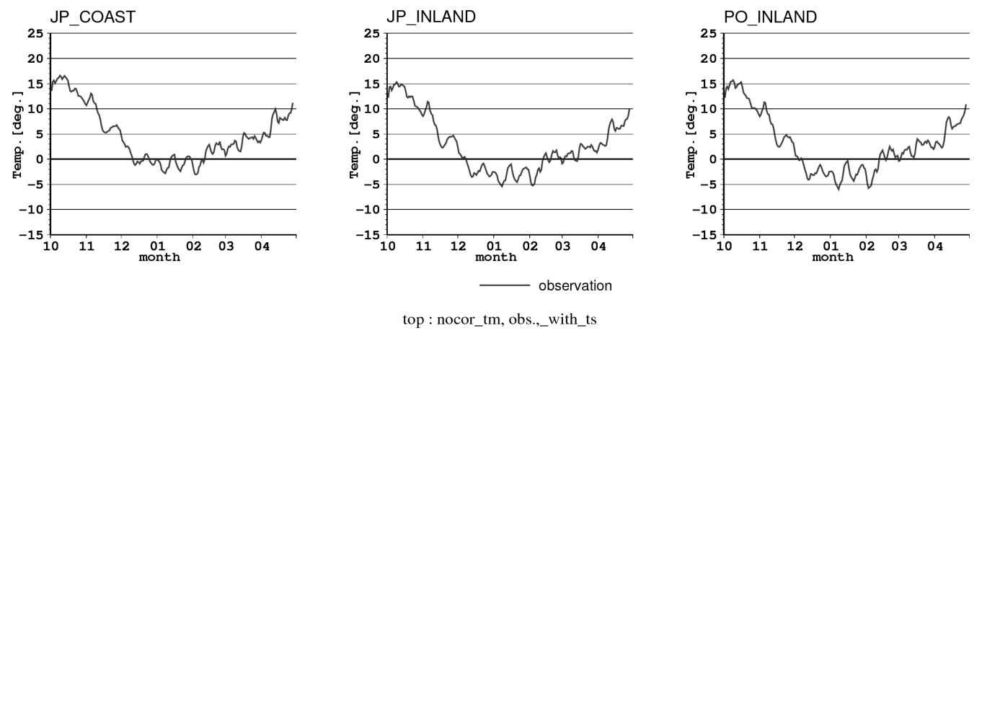 JP_COAST
25
20
15
10
5
0
−5
−10
−15
Temp.[deg.]
10 11 12 01 02 03 04
month
JP_INLAND
25
20
15
10
5
0
−5
−10
−15
Temp.[deg.]
10 11 12 01 02 03 04
month
PO_INLAND
25
20
15
10
5
0
−5
−10
−15
Temp.[deg.]
10 11 12 01 02 03 04
month
observation
top : nocor_tm, obs.,_with_ts